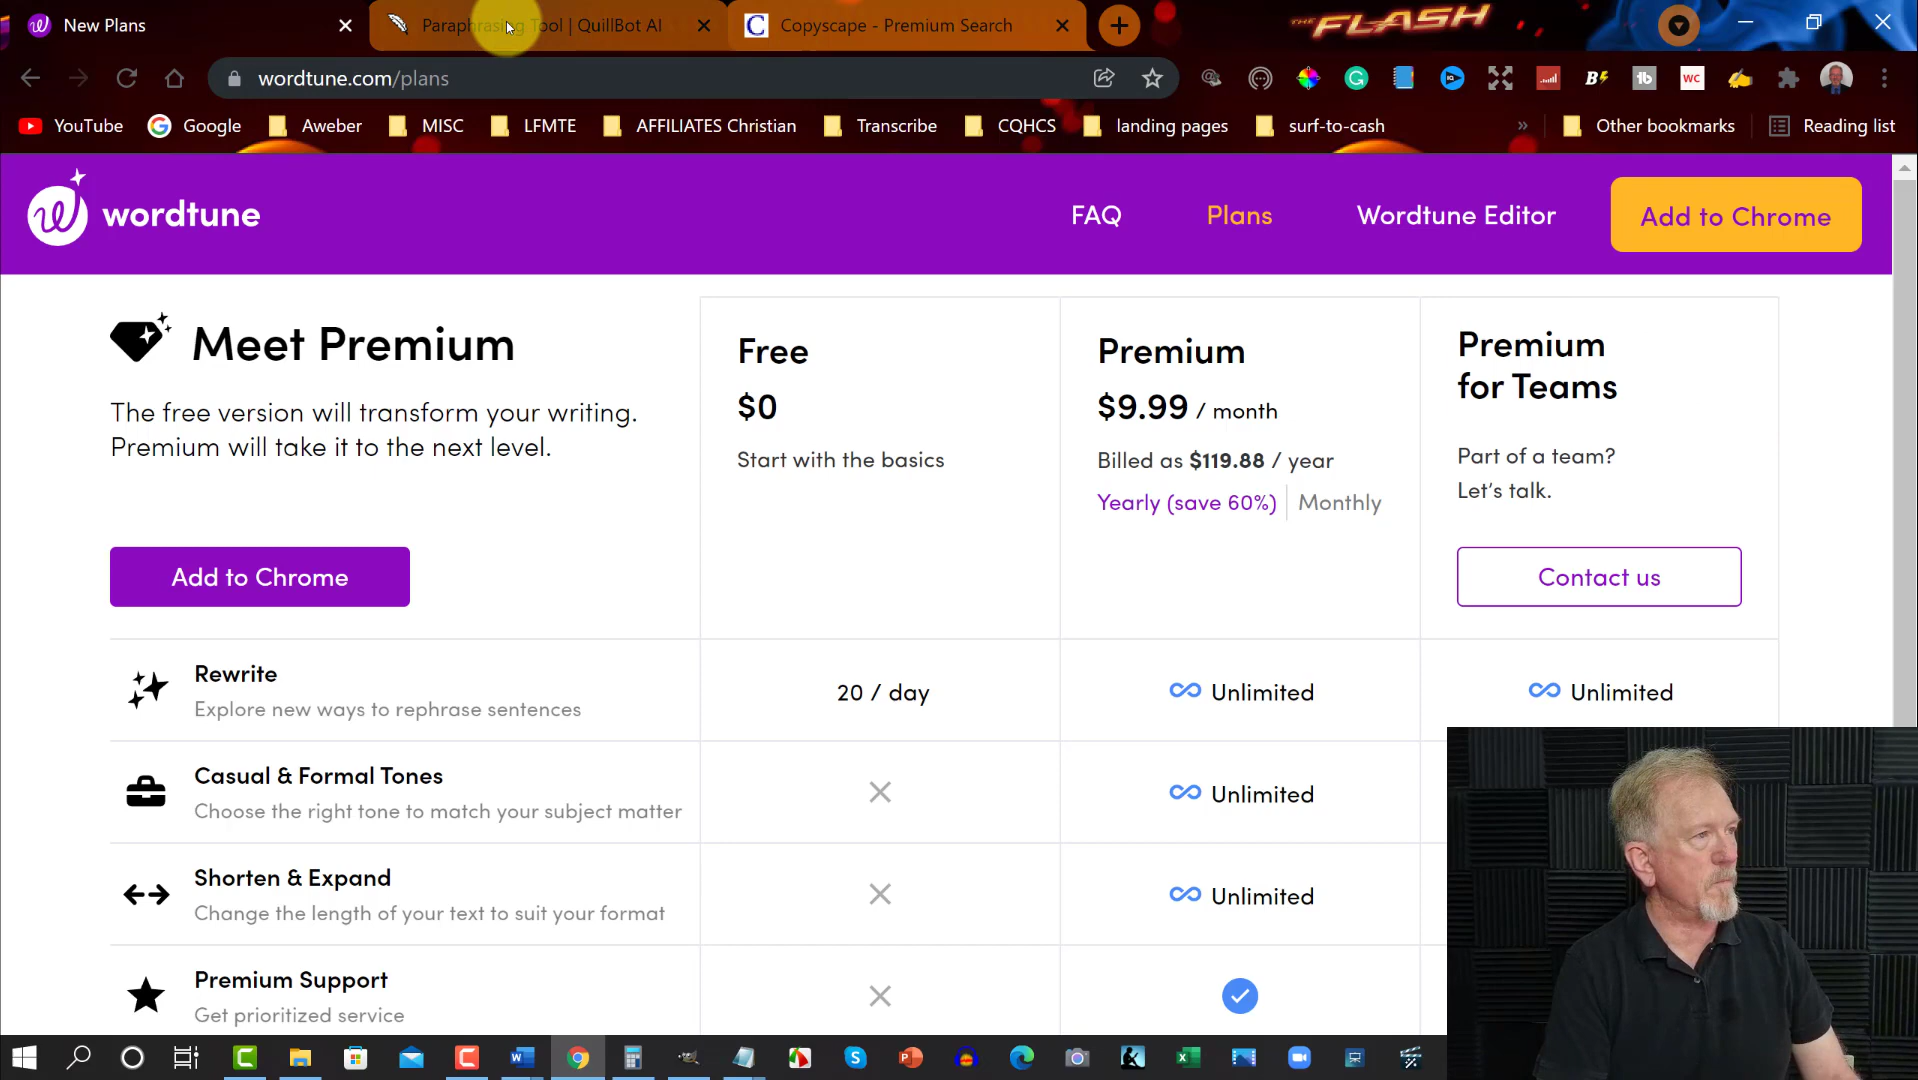 New Plans
Paraphrasing Tool | QuillBot AI
Copyscape - Premium Search
THE FLASH
wordtune.com/plans
YouTube
Google
Aweber
MISC
LFMTE
AFFILIATES Christian
Transcribe
CQHCS
landing pages
surf-to-cash
»
Other bookmarks
Reading list
wordtune
FAQ
Plans
Wordtune Editor
Add to Chrome
Meet Premium
The free version will transform your writing.
Premium will take it to the next level.
Add to Chrome
Free
$0
Start with the basics
Premium
$9.99 / month
Billed as $119.88 / year
Yearly (save 60%) | Monthly
Premium
for Teams
Part of a team?
Let's talk.
Contact us
Rewrite
Explore new ways to rephrase sentences
20 / day
Unlimited
Unlimited
Casual & Formal Tones
Choose the right tone to match your subject matter
Unlimited
Shorten & Expand
Change the length of your text to suit your format
Unlimited
Premium Support
Get prioritized service